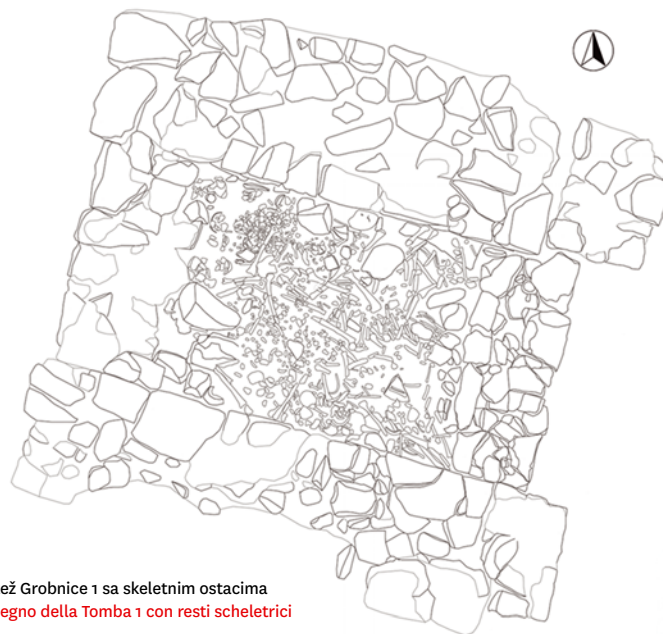 ež Grobnice 1 sa skeletnim ostacima
egno della Tomba 1 con resti scheletrici